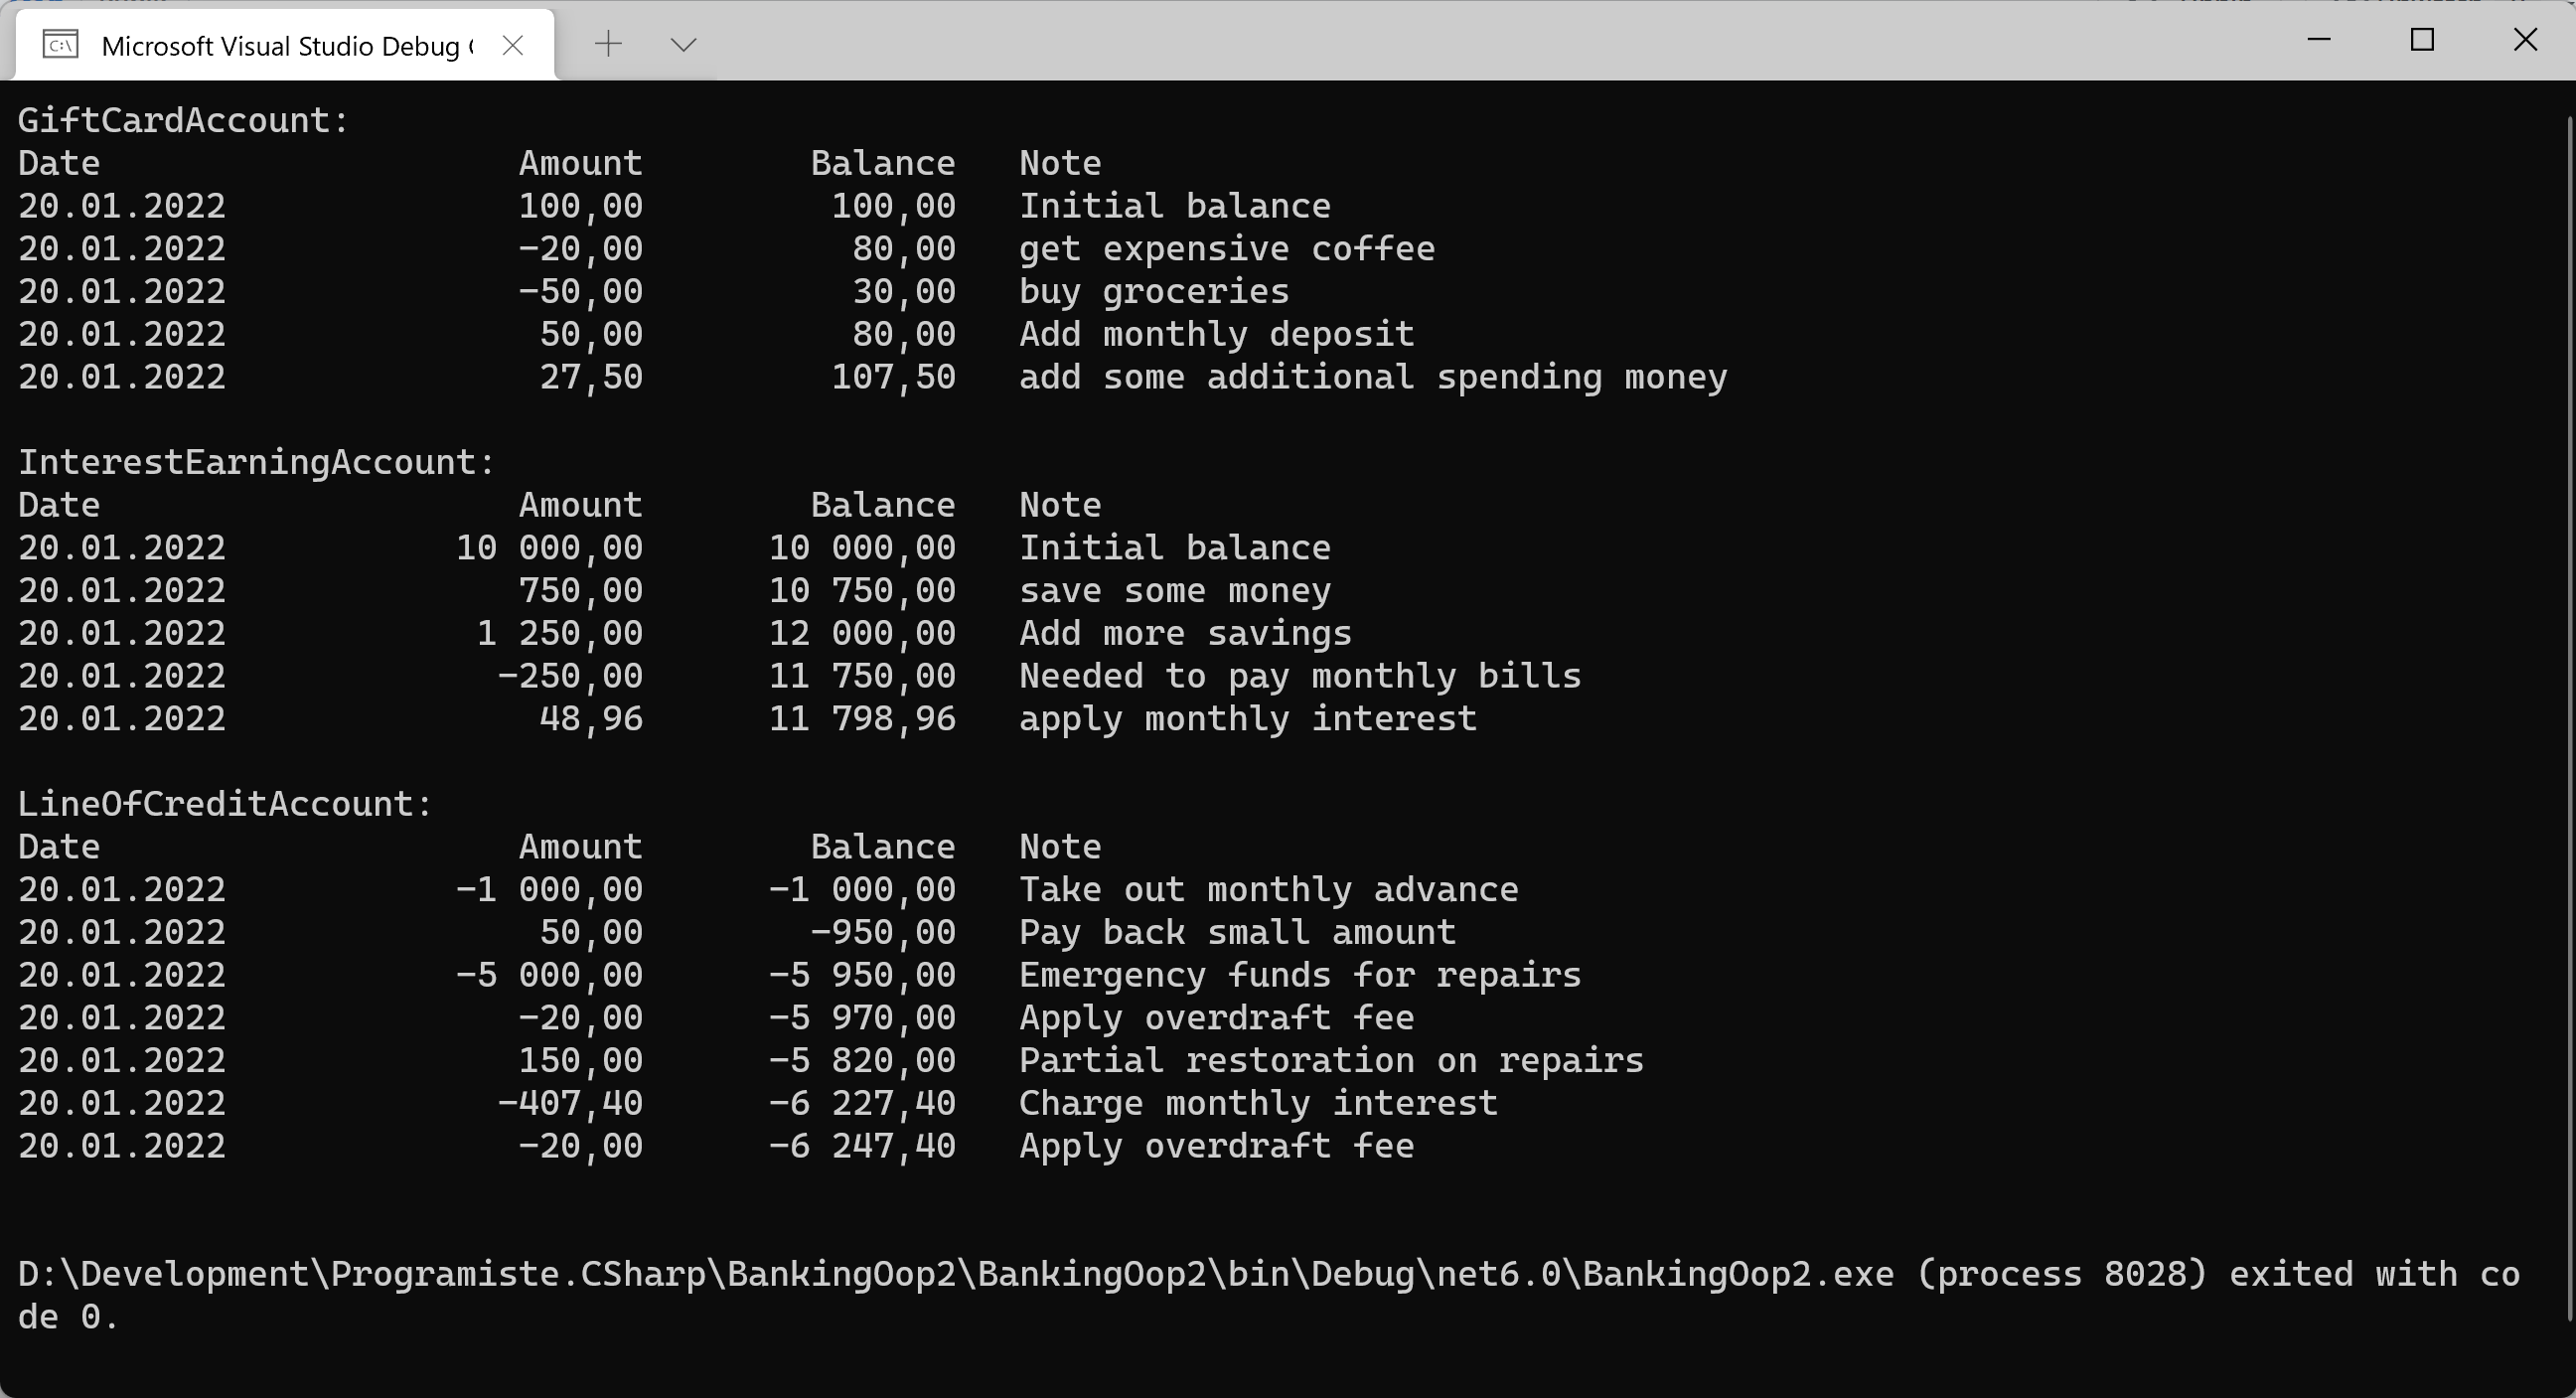 Microsoft Visual Studio Debug
GiftCardAccount:
Date Amount Balance Note
20.01.2022 100,00 100,00 Initial balance
20.01.2022 -20,00 80,00 get expensive coffee
20.01.2022 -50,00 30,00 buy groceries
20.01.2022 50,00 80,00 Add monthly deposit
20.01.2022 27,50 107,50 add some additional spending money
InterestEarningAccount:
Date Amount Balance Note
20.01.2022 10 000,00 10 000,00 Initial balance
20.01.2022 750,00 10 750,00 save some money
20.01.2022 1 250,00 12 000,00 Add more savings
20.01.2022 -250,00 11 750,00 Needed to pay monthly bills
20.01.2022 48,96 11 798,96 apply monthly interest
LineOfCreditAccount:
Date Amount Balance Note
20.01.2022 -1 000,00 -1 000,00 Take out monthly advance
20.01.2022 50,00 -950,00 Pay back small amount
20.01.2022 -5 000,00 -5 950,00 Emergency funds for repairs
20.01.2022 -20,00 -5 970,00 Apply overdraft fee
20.01.2022 150,00 -5 820,00 Partial restoration on repairs
20.01.2022 -407,40 -6 227,40 Charge monthly interest
20.01.2022 -20,00 -6 247,40 Apply overdraft fee
D:\Development\Programiste.CSharp\BankingOop2\BankingOop2\bin\Debug\net6.0\BankingOop2.exe (process 8028) exited with co
de 0.